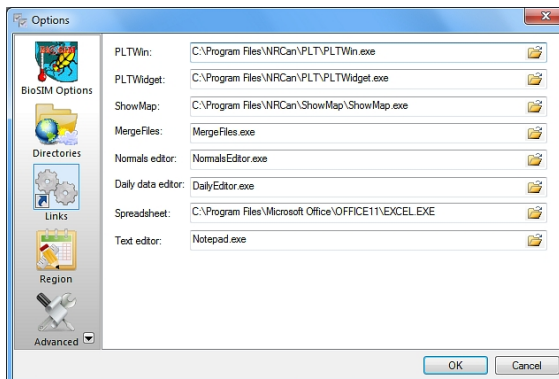 Options
BioSIM Options
Directories
Links
Region
Advanced
PLTWin: C:\Program Files\NRCan\PLT\PLTWin.exe
PLTWidget: C:\Program Files\NRCan\PLT\PLTWidget.exe
ShowMap: C:\Program Files\NRCan\ShowMap\ShowMap.exe
MergeFiles: MergeFiles.exe
Normals editor: NormalsEditor.exe
Daily data editor: DailyEditor.exe
Spreadsheet: C:\Program Files\Microsoft Office\OFFICE11\EXCEL.EXE
Text editor: Notepad.exe
OK Cancel